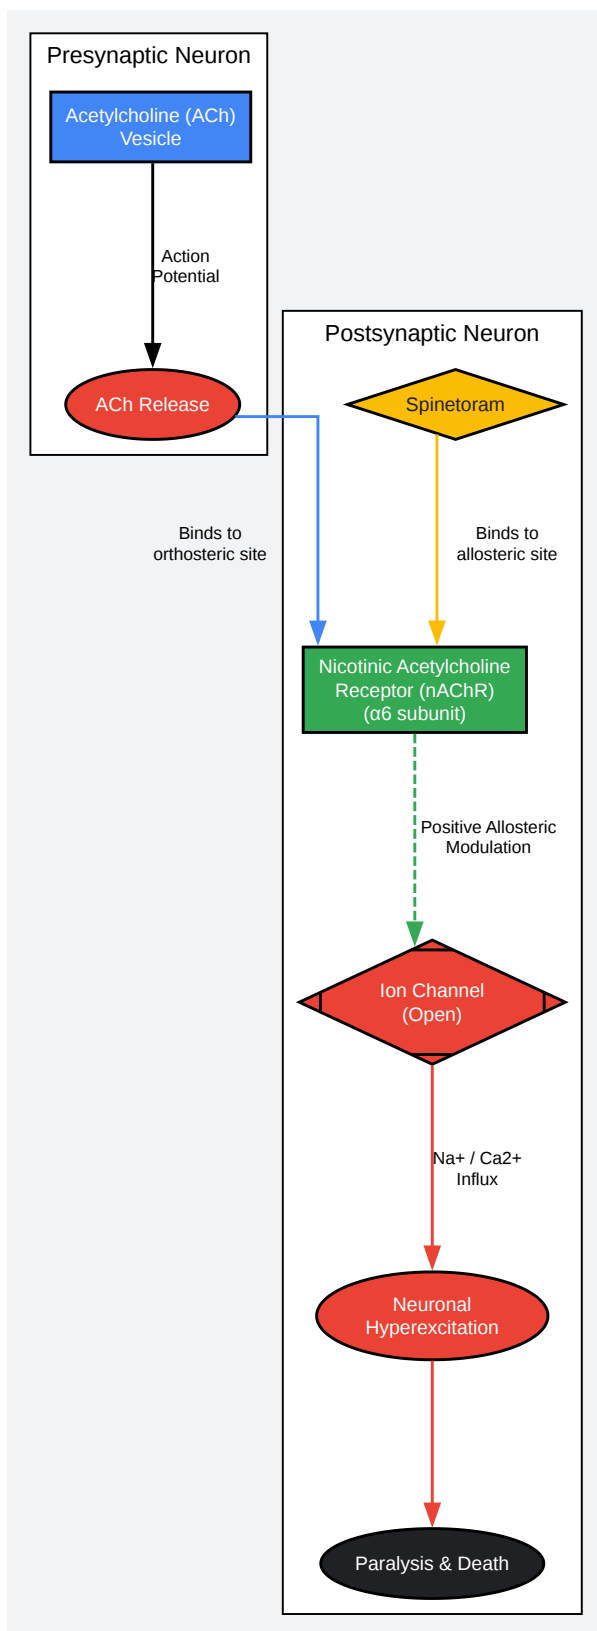 Presynaptic Neuron
Acetylcholine (ACh)
Vesicle
Action
Potential
ACh Release
Postsynaptic Neuron
Spinetoram
Binds to
orthosteric site
Binds to
allosteric site
Nicotinic Acetylcholine
Receptor (nAChR)
(α6 subunit)
Positive Allosteric
Modulation
Ion Channel
(Open)
Na+ / Ca2+
Influx
Neuronal
Hyperexcitation
Paralysis & Death